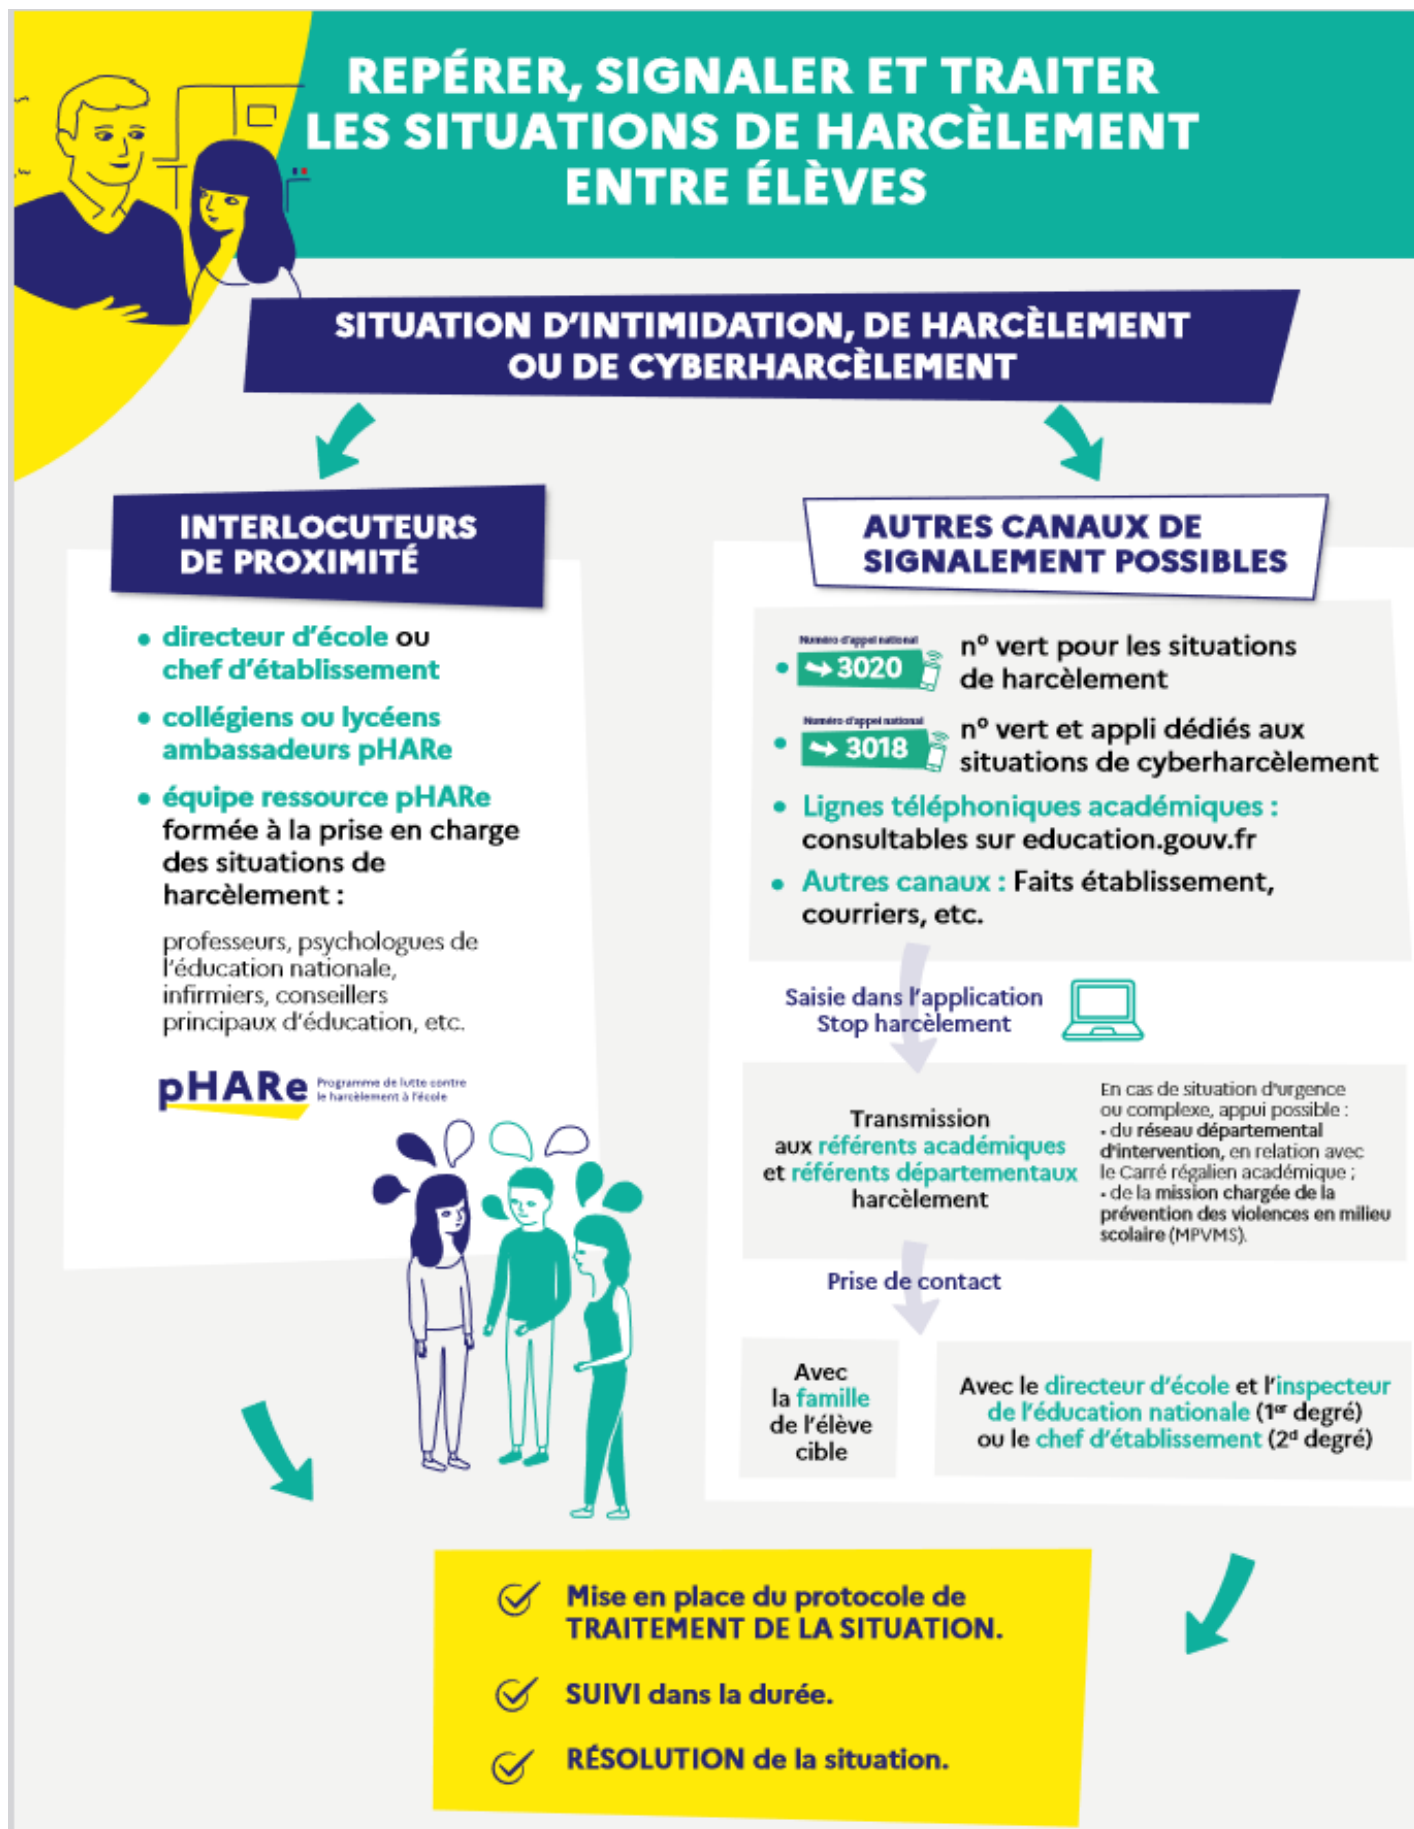 REPÉRER, SIGNALER ET TRAITER
LES SITUATIONS DE HARCÈLEMENT
ENTRE ÉLÈVES
SITUATION D'INTIMIDATION, DE HARCÈLEMENT
OU DE CYBERHARCÈLEMENT
INTERLOCUTEURS
DE PROXIMITÉ
• directeur d'école ou
chef d'établissement
• collégiens ou lycéens
ambassadeurs pHARe
• équipe ressource pHARe
formée à la prise en charge
des situations de
harcèlement :
professeurs, psychologues de
l'éducation nationale,
infirmiers, conseillers
principaux d'éducation, etc.
pHARe
Programme de lutte contre
le harcèlement à l'école
AUTRES CANAUX DE
SIGNALEMENT POSSIBLES
Numéro d'appel national
• 3020
n° vert pour les situations
de harcèlement
Numéro d'appel national
• 3018
n° vert et appli dédiés aux
situations de cyberharcèlement
• Lignes téléphoniques académiques :
consultables sur education.gouv.fr
• Autres canaux : Faits établissement,
courriers, etc.
Saisie dans l'application
Stop harcèlement
Transmission
aux référents académiques
et référents départementaux
harcèlement
En cas de situation d'urgence
ou complexe, appui possible :
• du réseau départemental
d'intervention, en relation avec
le Carré régalien académique ;
• de la mission chargée de la
prévention des violences en milieu
scolaire (MPVMS).
Prise de contact
Avec
la famille
de l'élève
cible
Avec le directeur d'école et l'inspecteur
de l'éducation nationale (1er degré)
ou le chef d'établissement (2d degré)
Mise en place du protocole de
TRAITEMENT DE LA SITUATION.
SUIVI dans la durée.
RÉSOLUTION de la situation.